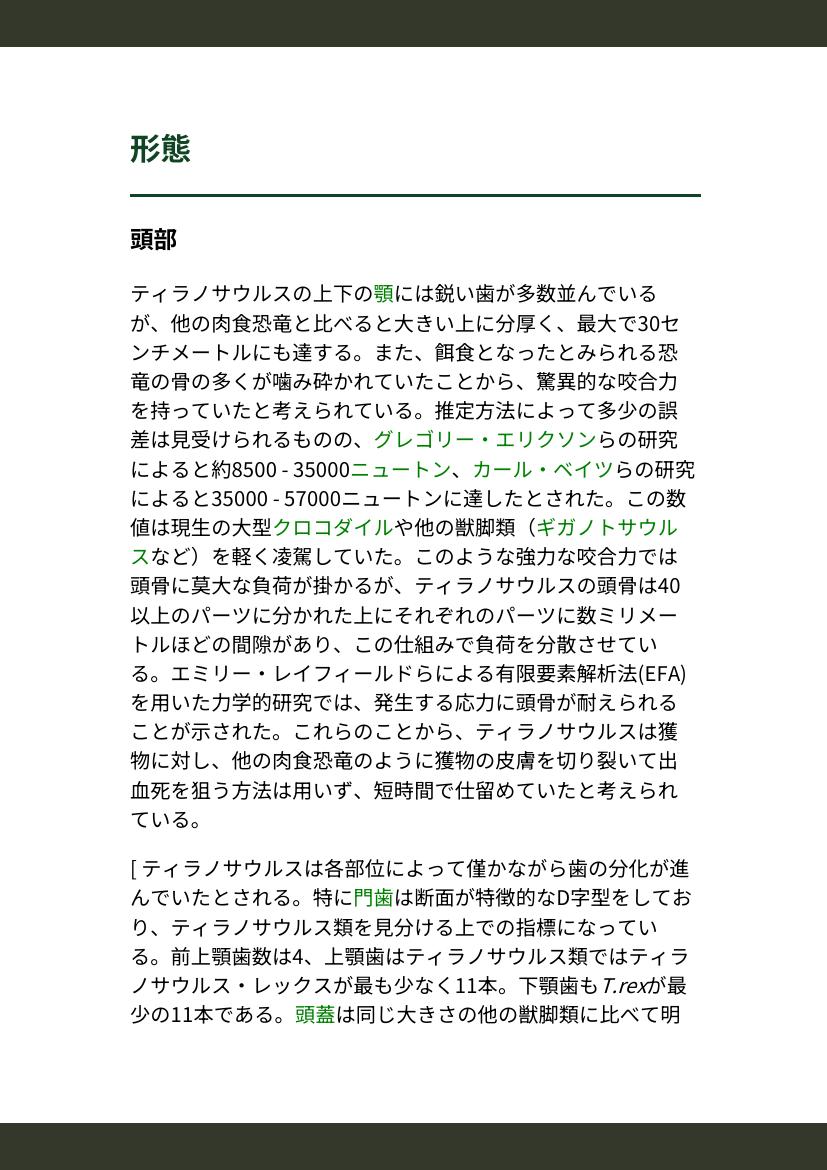 形態
頭部
ティラノサウルスの上下の顎には鋭い歯が多数並んでいる
が、他の肉食恐竜と比べると大きい上に分厚く、最大で30セ
ンチメートルにも達する。また、餌食となったとみられる恐
竜の骨の多くが噛み砕かれていたことから、驚異的な咬合力
を持っていたと考えられている。推定方法によって多少の誤
差は見受けられるものの、グレゴリー・エリクソンらの研究
によると約8500 - 35000ニュートン、カール・ベイツらの研究
によると35000 - 57000ニュートンに達したとされた。この数
値は現生の大型クロコダイルや他の獣脚類（ギガノトサウル
スなど）を軽く凌駕していた。このような強力な咬合力では
頭骨に莫大な負荷が掛かるが、ティラノサウルスの頭骨は40
以上のパーツに分かれた上にそれぞれのパーツに数ミリメー
トルほどの間隙があり、この仕組みで負荷を分散させてい
る。エミリー・レイフィールドらによる有限要素解析法(EFA)
を用いた力学的研究では、発生する応力に頭骨が耐えられる
ことが示された。これらのことから、ティラノサウルスは獲
物に対し、他の肉食恐竜のように獲物の皮膚を切り裂いて出
血死を狙う方法は用いず、短時間で仕留めていたと考えられ
ている。
[ ティラノサウルスは各部位によって僅かながら歯の分化が進
んでいたとされる。特に門歯は断面が特徴的なD字型をしてお
り、ティラノサウルス類を見分ける上での指標になってい
る。前上顎歯数は4、上顎歯はティラノサウルス類ではティラ
ノサウルス・レックスが最も少なく11本。下顎歯もT.rexが最
少の11本である。頭蓋は同じ大きさの他の獣脚類に比べて明